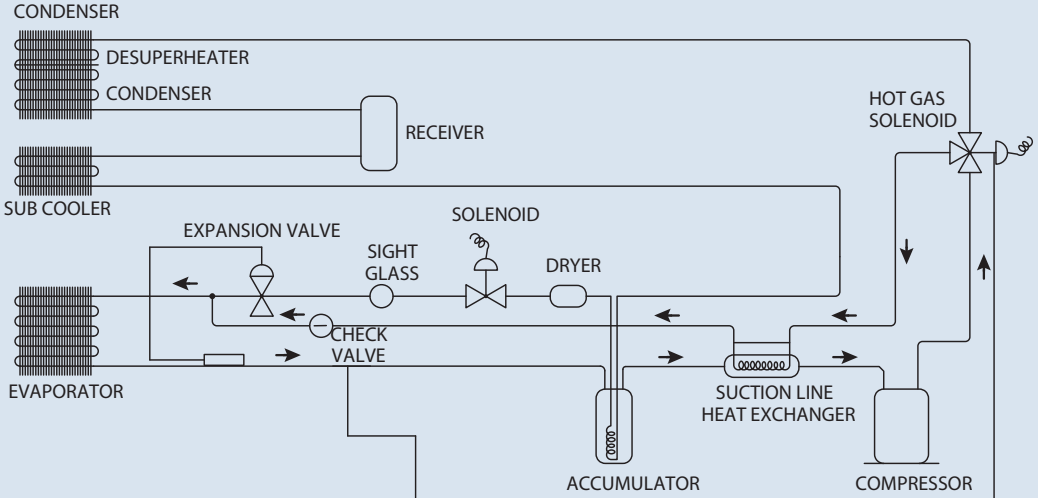 CONDENSER
DESUPERHEATER
CONDENSER
RECEIVER
HOT GAS
SOLENOID
SUB COOLER
SOLENOID
EXPANSION VALVE
SIGHT
GLASS
DRYER
CHECK
VALVE
EVAPORATOR
SUCTION LINE
HEAT EXCHANGER
ACCUMULATOR
COMPRESSOR